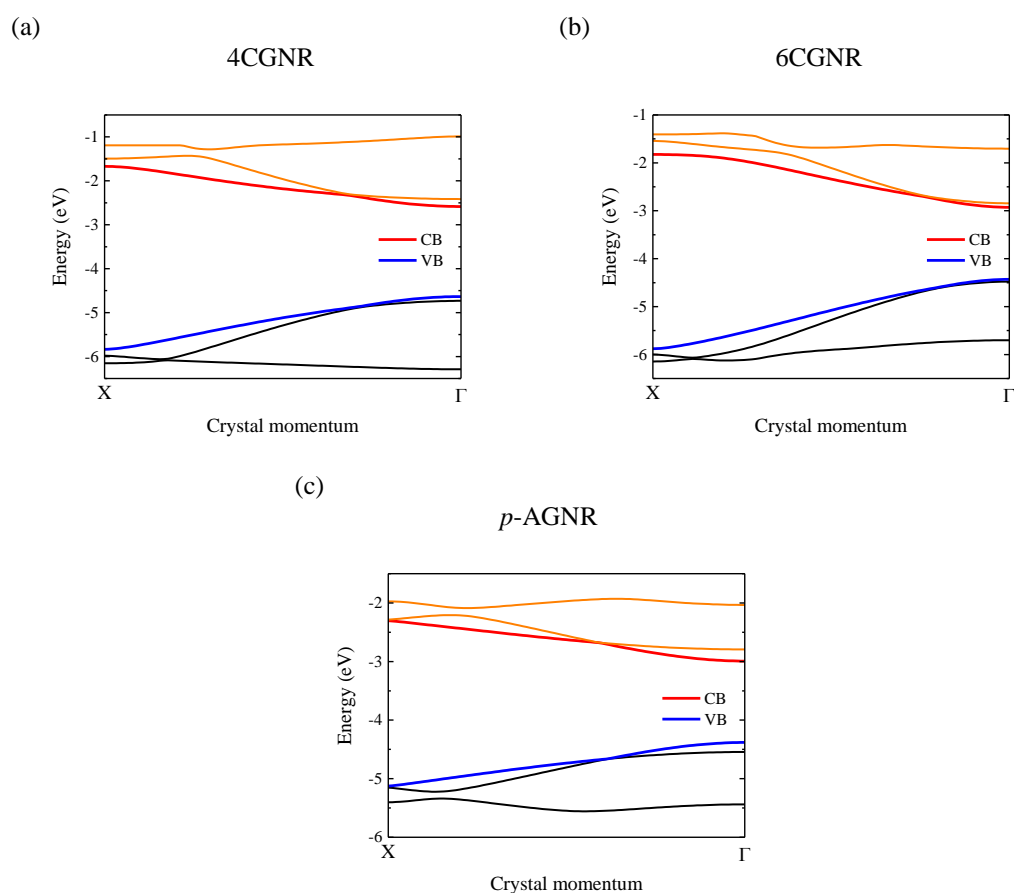 (a)
4CGNR
-1
-2
-3
-4
-5
-6
Energy (eV)
CB
VB
X
Γ
Crystal momentum
(b)
6CGNR
-1
-2
-3
-4
-5
-6
Energy (eV)
CB
VB
X
Γ
Crystal momentum
(c)
p-AGNR
-2
-3
-4
-5
-6
Energy (eV)
CB
VB
X
Γ
Crystal momentum